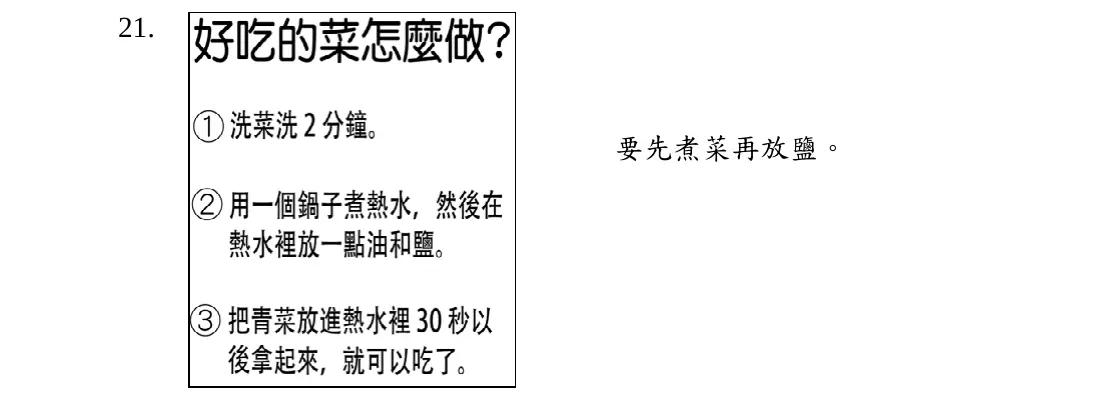 21.
好吃的菜怎麼做?
① 洗菜洗 2 分鐘。
② 用一個鍋子煮熱水，然後在
熱水裡放一點油和鹽。
③ 把青菜放進熱水裡 30 秒以
後拿起來，就可以吃了。
要先煮菜再放鹽。